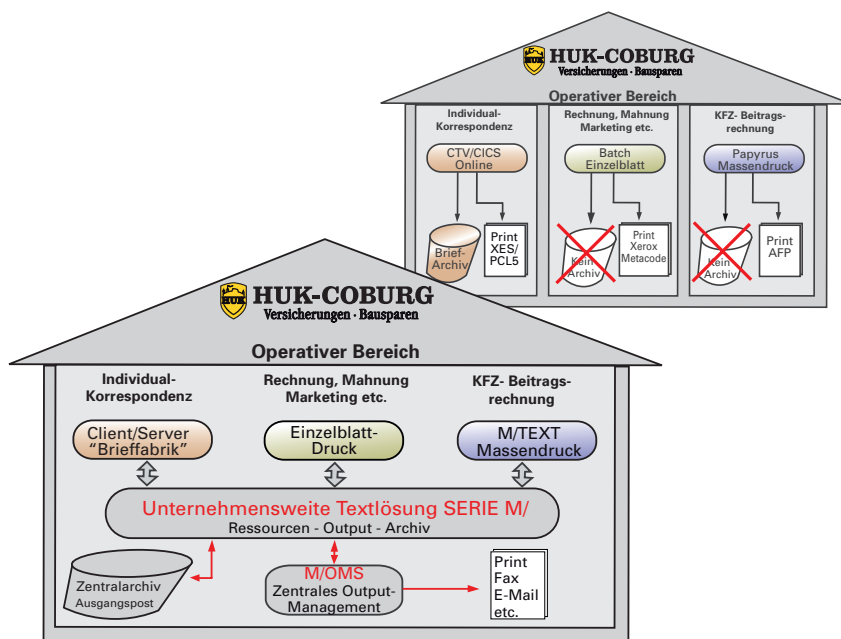 HUK
HUK-COBURG
Versicherungen · Bausparen
Operativer Bereich
Individual-
Korrespondenz
CTV/CICS
Online
Brief-
Archiv
Print
XES/
PCL5
Rechnung, Mahnung
Marketing etc.
Batch
Einzelblatt
Kein
Archiv
Print
Xerox
Metacode
KFZ- Beitrags-
rechnung
Papyrus
Massendruck
Kein
Archiv
Print
AFP
HUK
HUK-COBURG
Versicherungen · Bausparen
Operativer Bereich
Individual-
Korrespondenz
Client/Server
“Brieffabrik”
Rechnung, Mahnung
Marketing etc.
Einzelblatt-
Druck
KFZ- Beitrags-
rechnung
M/TEXT
Massendruck
Unternehmensweite Textlösung SERIE M/
Ressourcen - Output - Archiv
Zentralarchiv
Ausgangspost
M/OMS
Zentrales Output-
Management
Print
Fax
E-Mail
etc.